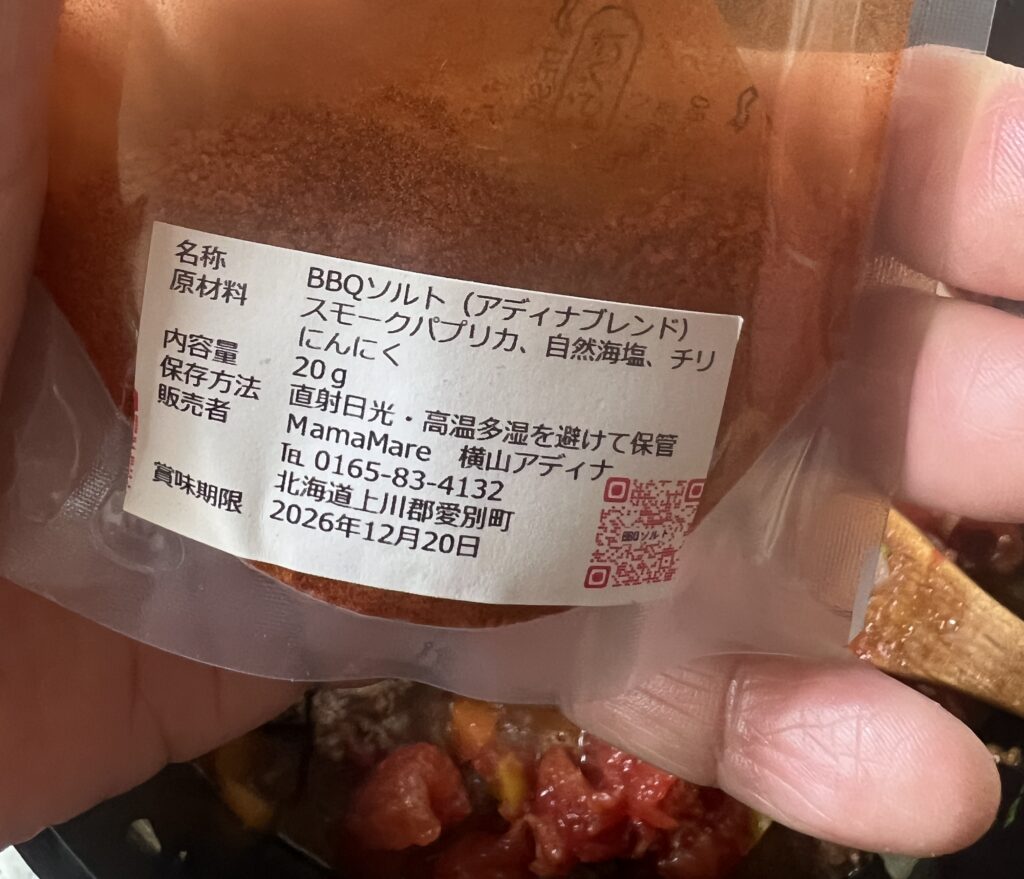 名称 BBQソルト（アディナブレンド）
原材料 スモークパプリカ、自然海塩、チリ
にんにく
内容量 20g
保存方法 直射日光・高温多湿を避けて保管
販売者 MamaMare 横山アディナ
℡ 0165-83-4132
北海道上川郡愛別町
賞味期限 2026年12月20日
BBQソルト